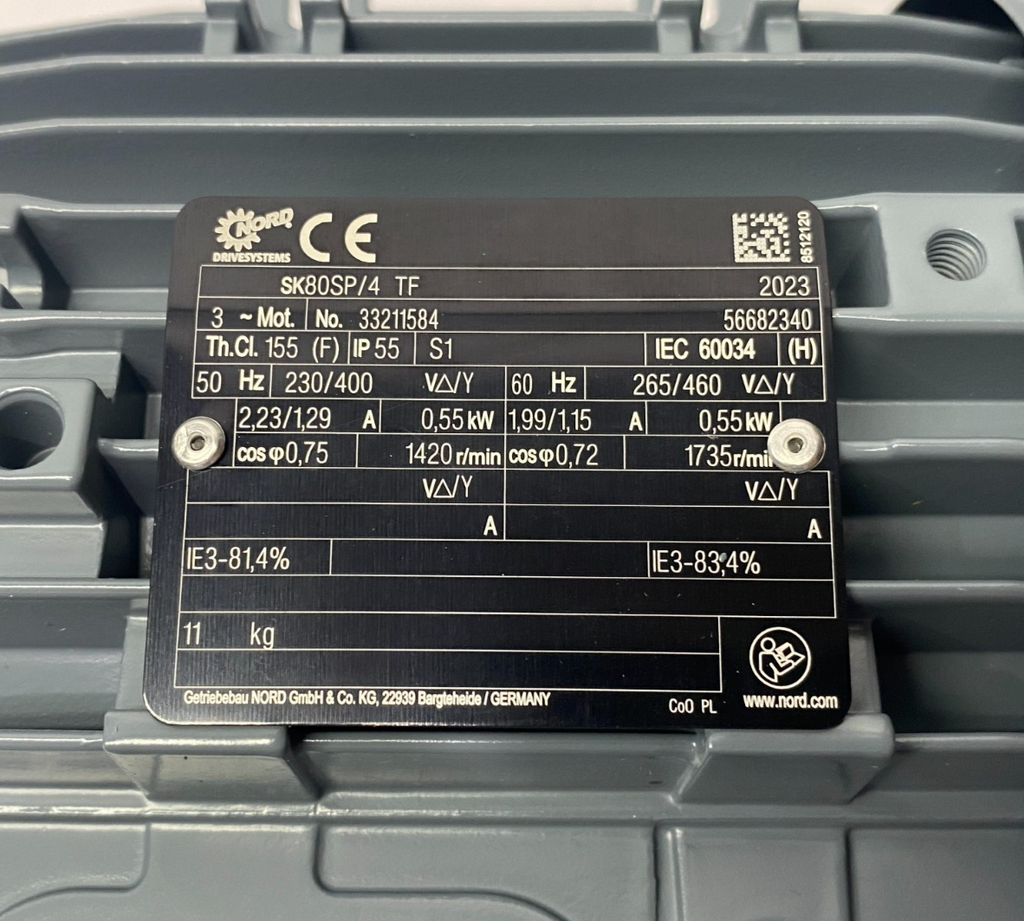 NORD CE
DRIVESYSTEMS
8512120
SK80SP/4 TF 2023
3 ~ Mot. No. 33211584 56682340
Th.Cl. 155 (F) IP 55 S1 IEC 60034 (H)
50 Hz 230/400 V△/Y 60 Hz 265/460 V△/Y
2,23/1,29 A 0,55 kW 1,99/1,15 A 0,55 kW
cos φ 0,75 1420 r/min cos φ 0,72 1735 r/min
V△/Y V△/Y
A A
IE3-81,4% IE3-83,4%
11 kg
Getriebebau NORD GmbH & Co. KG, 22939 Bargteheide / GERMANY CoO PL www.nord.com